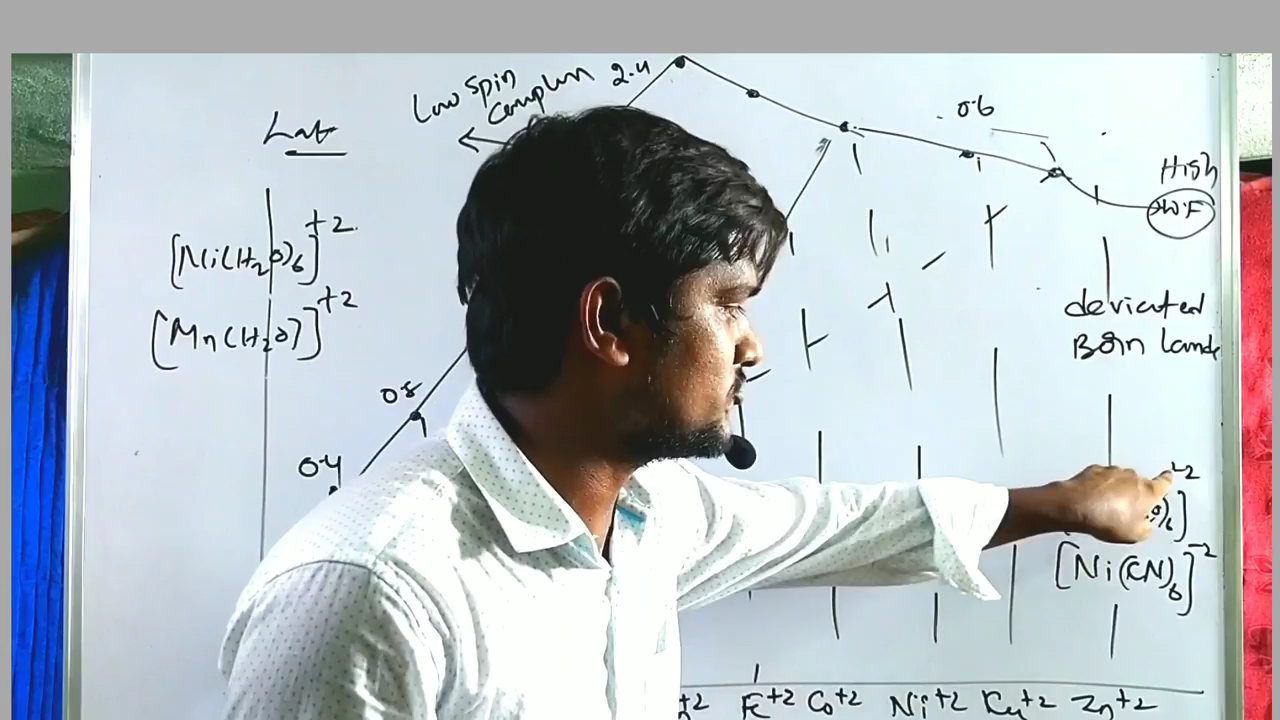 Low spin
Complex 2.4
0.6
Lat
High
W.F
[Ni(H2O)6]+2
[Mn(H2O)]+2
deviated
Born Lande
0.8
0.4
[Ni(CN)6]-2
Co+2 Ni+2 Cu+2 Zn+2